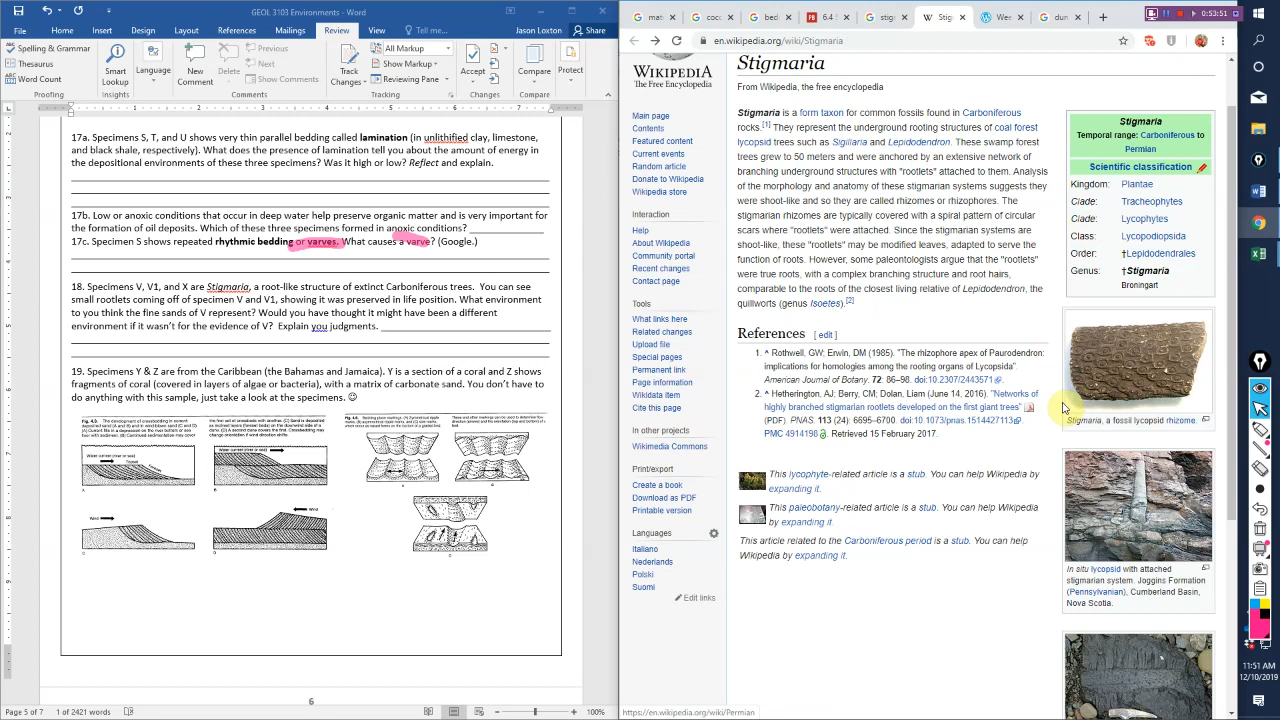 GEOL 3103 Environments - Word
Jason Loxton
Share
File
Home
Insert
Design
Layout
References
Mailings
Review
View
Tell me...
Spelling & Grammar
Thesaurus
Word Count
Proofing
Smart
Lookup
Insights
Language
New
Comment
Delete
Previous
Next
Show Comments
Comments
Track
Changes
All Markup
Show Markup
Reviewing Pane
Tracking
Accept
Changes
Compare
Compare
Protect
17a. Specimens S, T, and U shows very thin parallel bedding called lamination (in unlithified clay, limestone,
and black shale, respectively). What does the presence of lamination tell you about the amount of energy in
the depositional environments of these three specimens? Was it high or low? Reflect and explain.
17b. Low or anoxic conditions that occur in deep water help preserve organic matter and is very important for
the formation of oil deposits. Which of these three specimens formed in anoxic conditions?
17c. Specimen S shows repeated rhythmic bedding or varves. What causes a varve? (Google.)
18. Specimens V, V1, and X are Stigmaria, a root-like structure of extinct Carboniferous trees. You can see
small rootlets coming off of specimen V and V1, showing it was preserved in life position. What environment
to you think the fine sands of V represent? Would you have thought it might have been a different
environment if it wasn't for the evidence of V? Explain you judgments.
19. Specimens Y & Z are from the Caribbean (the Bahamas and Jamaica). Y is a section of a coral and Z shows
fragments of coral (covered in layers of algae or bacteria), with a matrix of carbonate sand. You don't have to
do anything with this sample, just take a look at the specimens. ☺
6
Page 5 of 7
1 of 2421 words
100%
0:53:51
en.wikipedia.org/wiki/Stigmaria
WIKIPEDIA
The Free Encyclopedia
Main page
Contents
Featured content
Current events
Random article
Donate to Wikipedia
Wikipedia store
Interaction
Help
About Wikipedia
Community portal
Recent changes
Contact page
Tools
What links here
Related changes
Upload file
Special pages
Permanent link
Page information
Wikidata item
Cite this page
In other projects
Wikimedia Commons
Print/export
Create a book
Download as PDF
Printable version
Languages
Italiano
Nederlands
Polski
Suomi
Edit links
Stigmaria
From Wikipedia, the free encyclopedia
Stigmaria is a form taxon for common fossils found in Carboniferous
rocks.[1] They represent the underground rooting structures of coal forest
lycopsid trees such as Sigillaria and Lepidodendron. These swamp forest
trees grew to 50 meters and were anchored by an extensive network of
branching underground structures with "rootlets" attached to them. Analysis
of the morphology and anatomy of these stigmarian systems suggests they
were shoot-like and so they are called rhizomes or rhizophores. The
stigmarian rhizomes are typically covered with a spiral pattern of circular
scars where "rootlets" were attached. Since the stigmarian systems are
shoot-like, these "rootlets" may be modified leaves, adapted to serve the
function of roots. However, some paleontologists argue that the "rootlets"
were true roots, with a complex branching structure and root hairs,
comparable to the roots of the closest living relative of Lepidodendron, the
quillworts (genus Isoetes).[2]
References [ edit ]
1. ^ Rothwell, GW; Erwin, DM (1985). "The rhizophore apex of Paurodendron:
implications for homologies among the rooting organs of Lycopsida".
American Journal of Botany. 72: 86–98. doi:10.2307/2443571.
2. ^ Hetherington, AJ; Berry, CM; Dolan, Liam (June 14, 2016). "Networks of
highly branched stigmarian rootlets developed on the first giant trees"
(PDF). PNAS. 113 (24): 6695–6700. doi:10.1073/pnas.1514427113.
PMC 4914198. Retrieved 15 February 2017.
This lycophyte-related article is a stub. You can help Wikipedia by
expanding it.
This paleobotany-related article is a stub. You can help Wikipedia
by expanding it.
This article related to the Carboniferous period is a stub. You can help
Wikipedia by expanding it.
Stigmaria
Temporal range: Carboniferous to
Permian
Scientific classification
Kingdom: Plantae
Clade: Tracheophytes
Clade: Lycophytes
Class: Lycopodiopsida
Order: †Lepidodendrales
Genus: †Stigmaria
Broningart
Stigmaria, a fossil lycopsid rhizome.
In situ lycopsid with attached
stigmarian system. Joggins Formation
(Pennsylvanian), Cumberland Basin,
Nova Scotia.
https://en.wikipedia.org/wiki/Permian
11:51 AM
12/10/2019